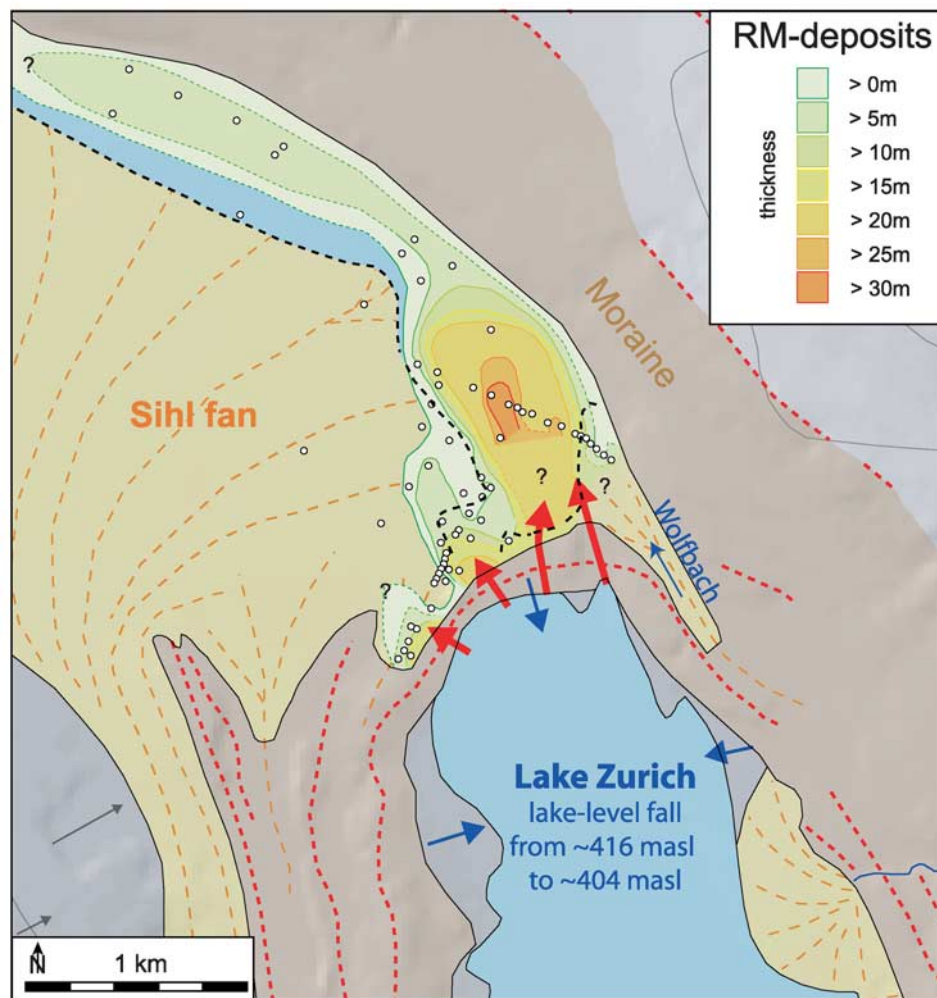 RM-deposits
thickness
> 0m
> 5m
> 10m
> 15m
> 20m
> 25m
> 30m
?
Moraine
Sihl fan
?
?
Wolfbach
?
Lake Zurich
lake-level fall
from ~416 masl
to ~404 masl
N
1 km